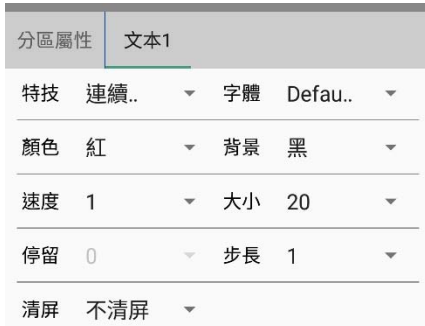 分區屬性 文本1
特技 連續.. 字體 Defau..
顏色 紅 背景 黑
速度 1 大小 20
停留 0 步長 1
清屏 不清屏